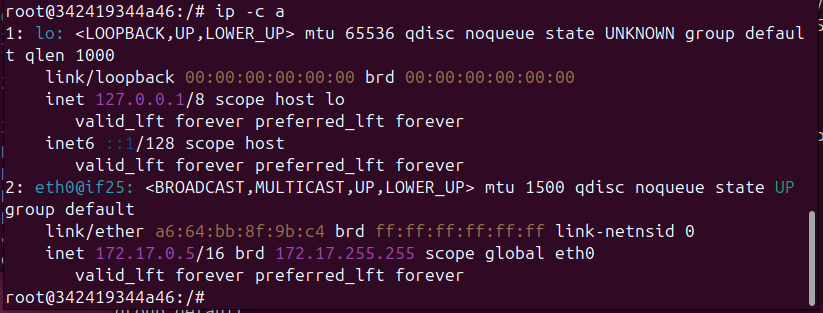 root@342419344a46:/# ip -c a
1: lo: <LOOPBACK,UP,LOWER_UP> mtu 65536 qdisc noqueue state UNKNOWN group defaul
t qlen 1000
    link/loopback 00:00:00:00:00:00 brd 00:00:00:00:00:00
    inet 127.0.0.1/8 scope host lo
       valid_lft forever preferred_lft forever
    inet6 ::1/128 scope host
       valid_lft forever preferred_lft forever
2: eth0@if25: <BROADCAST,MULTICAST,UP,LOWER_UP> mtu 1500 qdisc noqueue state UP
group default
    link/ether a6:64:bb:8f:9b:c4 brd ff:ff:ff:ff:ff:ff link-netnsid 0
    inet 172.17.0.5/16 brd 172.17.255.255 scope global eth0
       valid_lft forever preferred_lft forever
root@342419344a46:/#